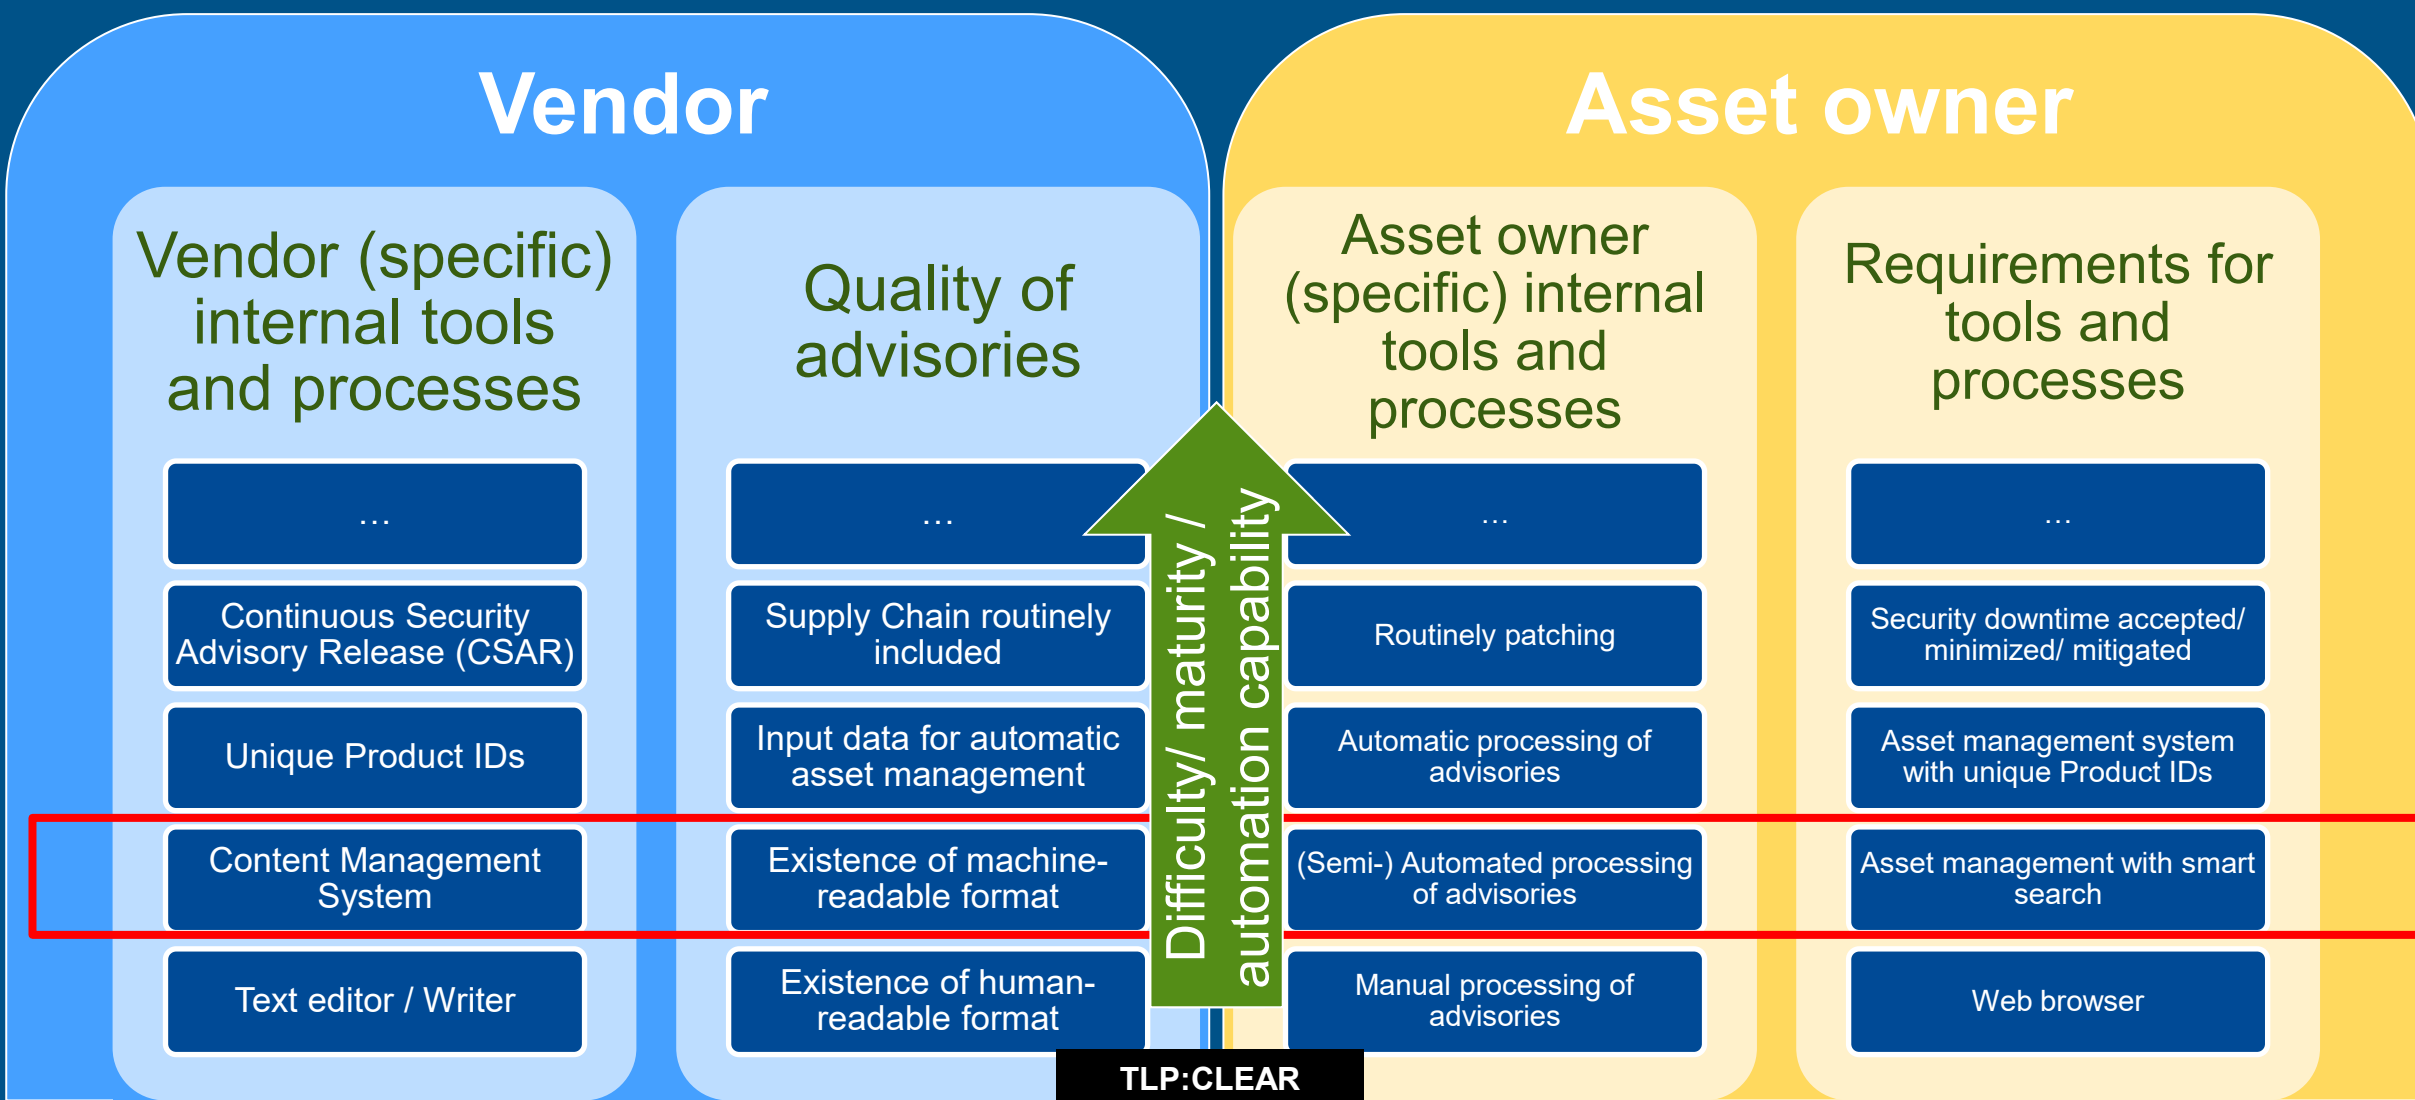 Vendor
Vendor (specific)
internal tools
and processes
…
Continuous Security
Advisory Release (CSAR)
Unique Product IDs
Content Management
System
Text editor / Writer
Quality of
advisories
…
Supply Chain routinely
included
Input data for automatic
asset management
Existence of machine-
readable format
Existence of human-
readable format
Difficulty/ maturity /
automation capability
Asset owner
Asset owner
(specific) internal
tools and
processes
…
Routinely patching
Automatic processing of
advisories
(Semi-) Automated processing
of advisories
Manual processing of
advisories
Requirements for
tools and
processes
…
Security downtime accepted/
minimized/ mitigated
Asset management system
with unique Product IDs
Asset management with smart
search
Web browser
TLP:CLEAR